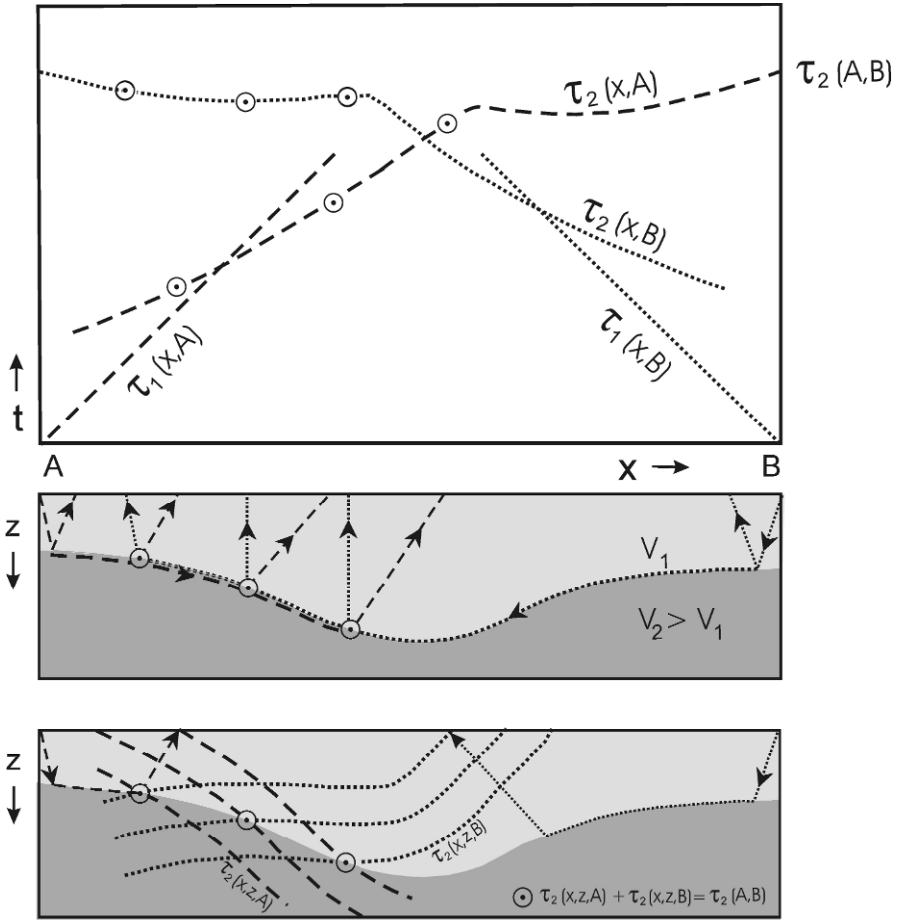 τ₂(x,A)
τ₂(A,B)
τ₂(x,B)
τ₁(x,A)
τ₁(x,B)
t
A
x
B
z
V₁
V₂> V₁
z
τ₂(x,z,B)
τ₂(x,z,A)
τ₂(x,z,A) + τ₂(x,z,B)= τ₂(A,B)